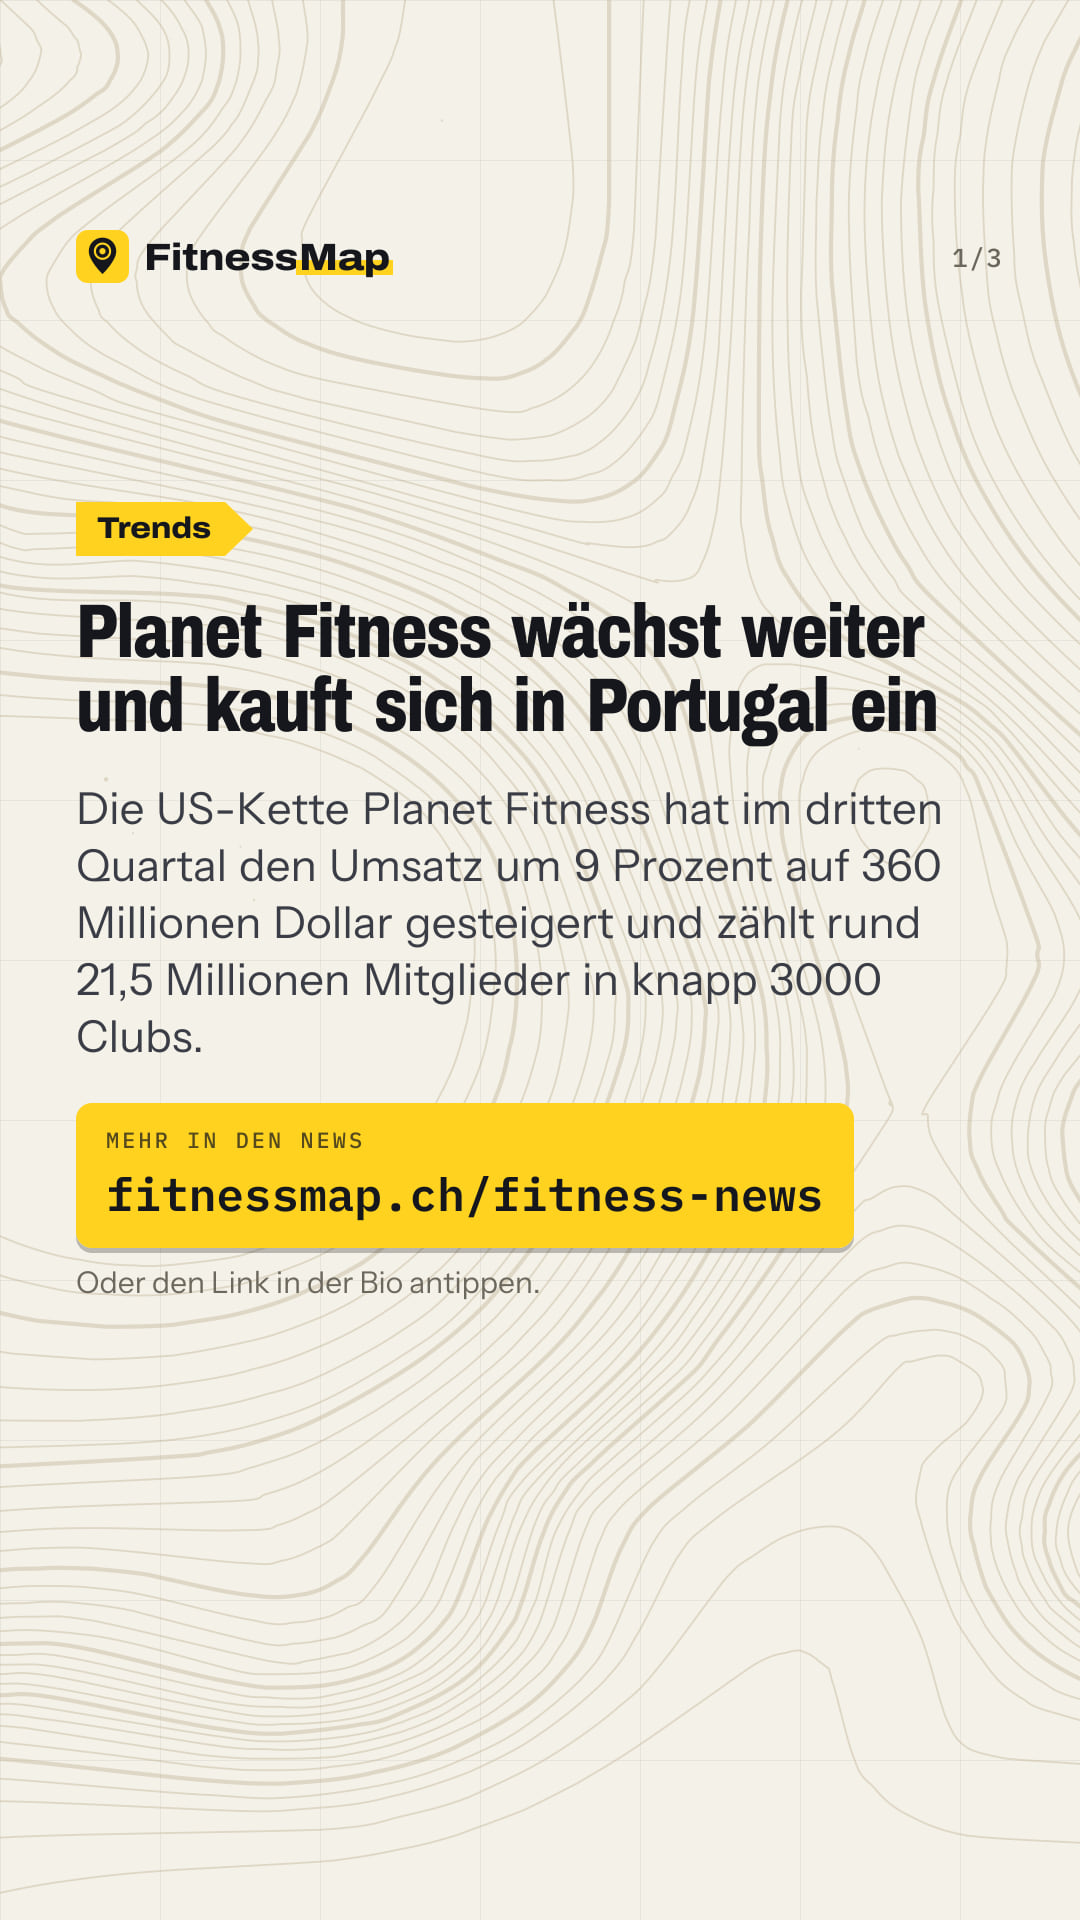 FitnessMap
1/3
Trends
Planet Fitness wächst weiter
und kauft sich in Portugal ein
Die US-Kette Planet Fitness hat im dritten
Quartal den Umsatz um 9 Prozent auf 360
Millionen Dollar gesteigert und zählt rund
21,5 Millionen Mitglieder in knapp 3000
Clubs.
MEHR IN DEN NEWS
fitnessmap.ch/fitness-news
Oder den Link in der Bio antippen.